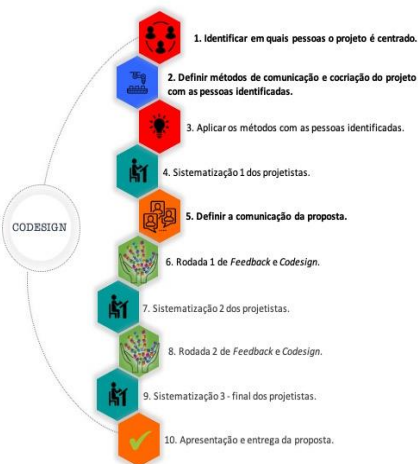 1. Identificar em quais pessoas o projeto é centrado.
2. Definir métodos de comunicação e cocriação do projeto
com as pessoas identificadas.
3. Aplicar os métodos com as pessoas identificadas.
4. Sistematização 1 dos projetistas.
CODESIGN
5. Definir a comunicação da proposta.
6. Rodada 1 de Feedback e Codesign.
7. Sistematização 2 dos projetistas.
8. Rodada 2 de Feedback e Codesign.
9. Sistematização 3 - final dos projetistas.
10. Apresentação e entrega da proposta.